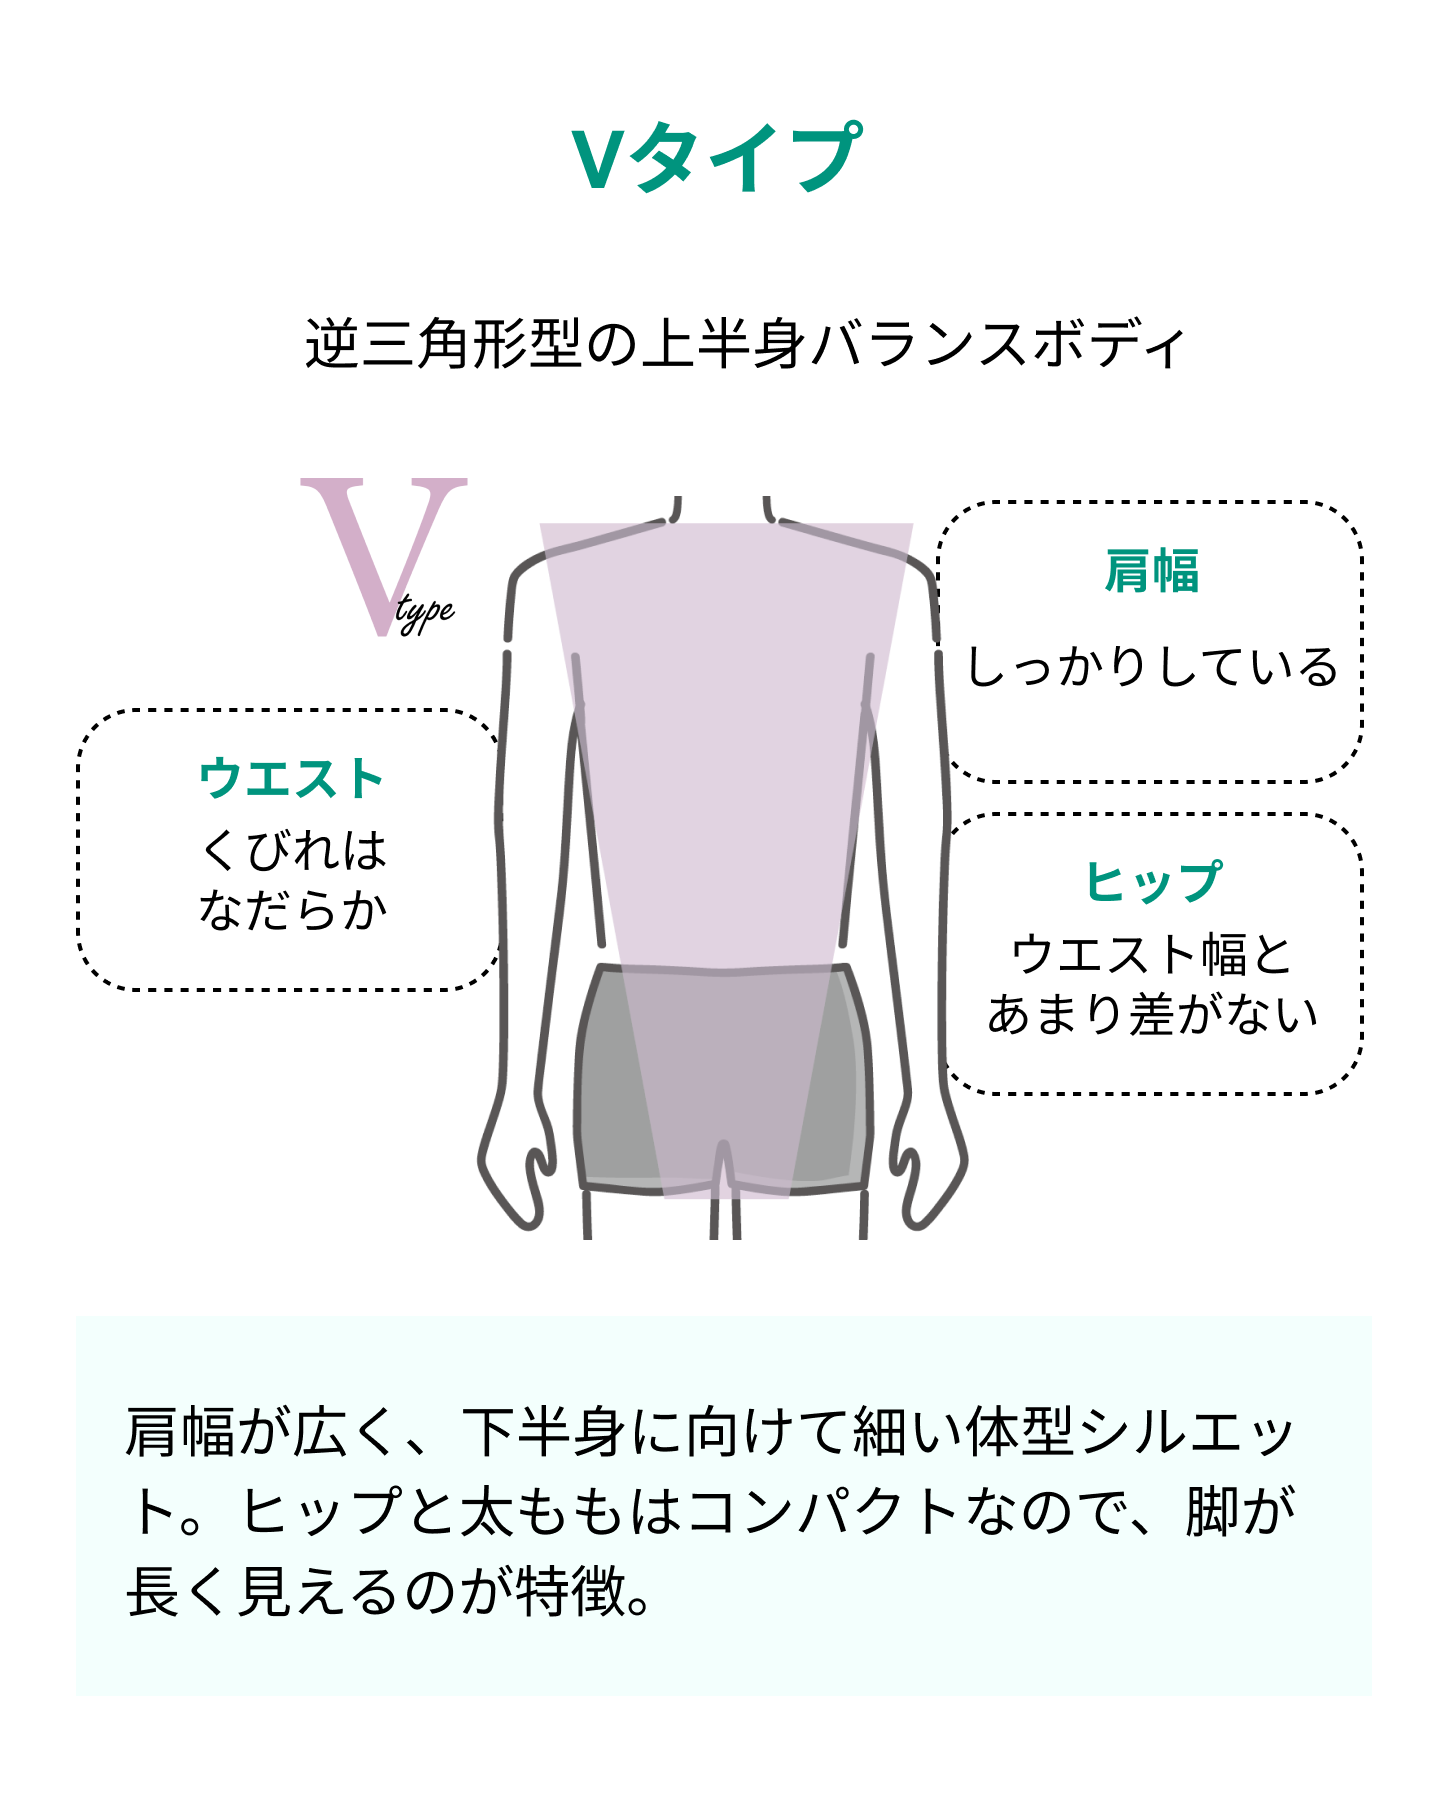 Vタイプ
逆三角形型の上半身バランスボディ
V
type
肩幅
しっかりしている
ウエスト
くびれは
なだらか
ヒップ
ウエスト幅と
あまり差がない
肩幅が広く、下半身に向けて細い体型シルエッ
ト。ヒップと太ももはコンパクトなので、脚が
長く見えるのが特徴。